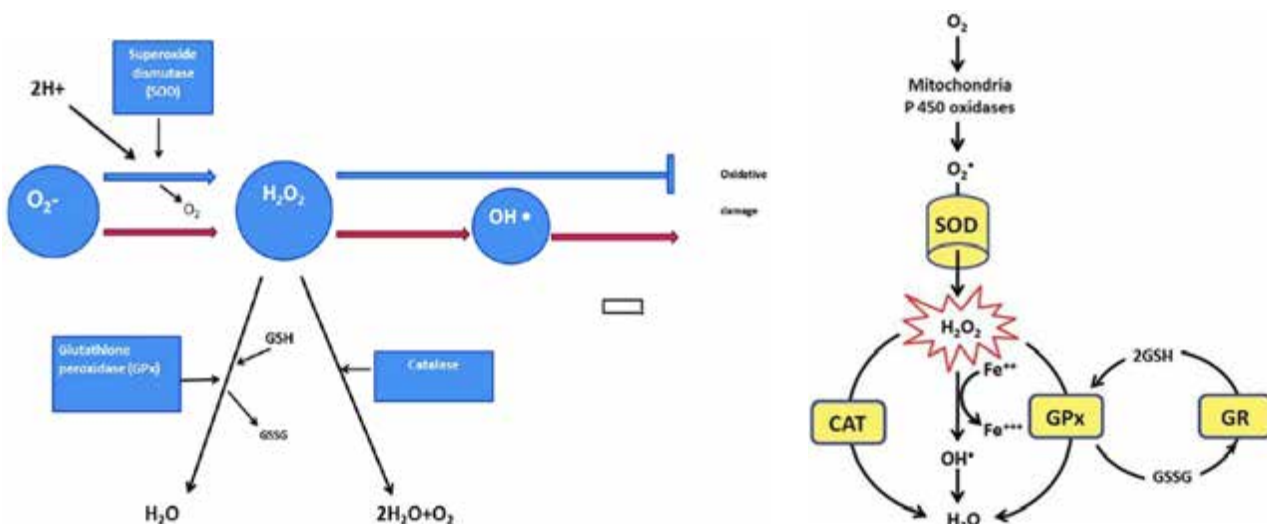 Superoxide
dismutase
(SOD)
2H+
O₂-
O₂
H₂O₂
OH •
Oxidative
damage
Glutathione
peroxidase (GPx)
GSH
GSSG
Catalase
H₂O
2H₂O+O₂
O₂
Mitochondria
P 450 oxidases
O₂•
SOD
H₂O₂
Fe++
Fe+++
CAT
GPx
2GSH
GR
GSSG
OH•
H₂O